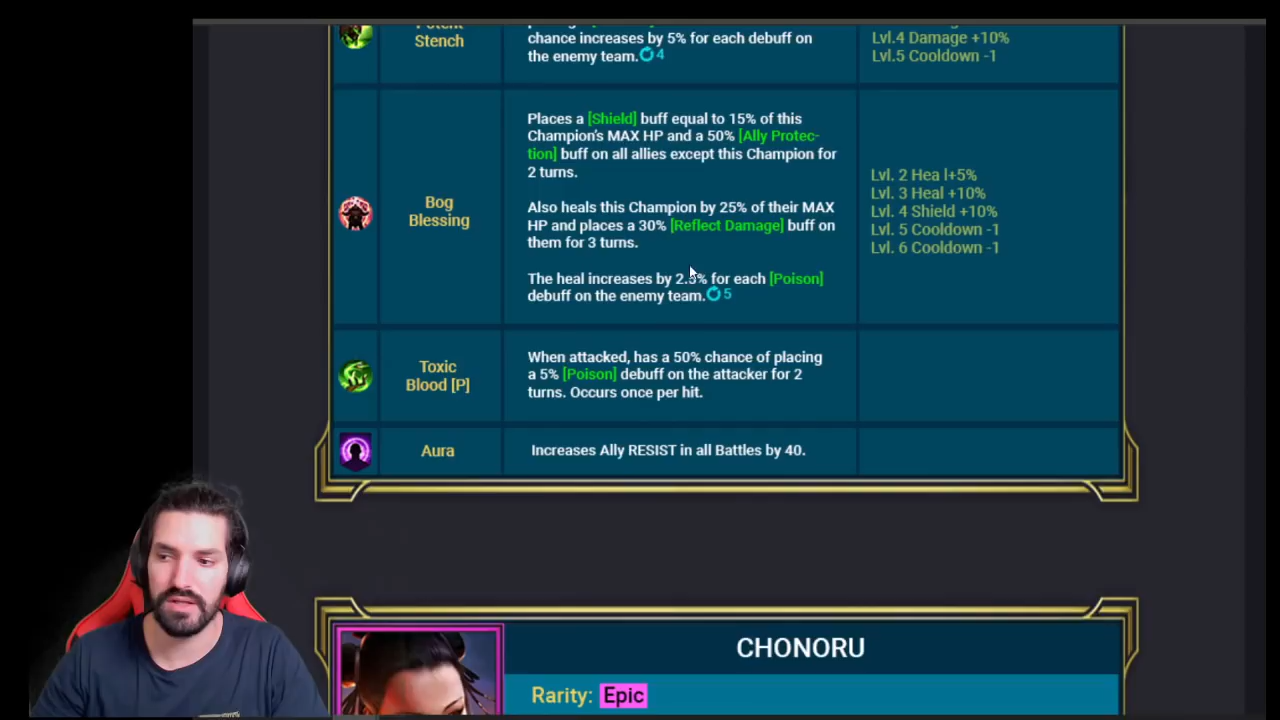 Stench
chance increases by 5% for each debuff on
the enemy team. 4
Lvl.4 Damage +10%
Lvl.5 Cooldown -1
Bog
Blessing
Places a [Shield] buff equal to 15% of this
Champion's MAX HP and a 50% [Ally Protec-
tion] buff on all allies except this Champion for
2 turns.
Also heals this Champion by 25% of their MAX
HP and places a 30% [Reflect Damage] buff on
them for 3 turns.
The heal increases by 2.5% for each [Poison]
debuff on the enemy team. 5
Lvl. 2 Hea l+5%
Lvl. 3 Heal +10%
Lvl. 4 Shield +10%
Lvl. 5 Cooldown -1
Lvl. 6 Cooldown -1
Toxic
Blood [P]
When attacked, has a 50% chance of placing
a 5% [Poison] debuff on the attacker for 2
turns. Occurs once per hit.
Aura
Increases Ally RESIST in all Battles by 40.
CHONORU
Rarity: Epic